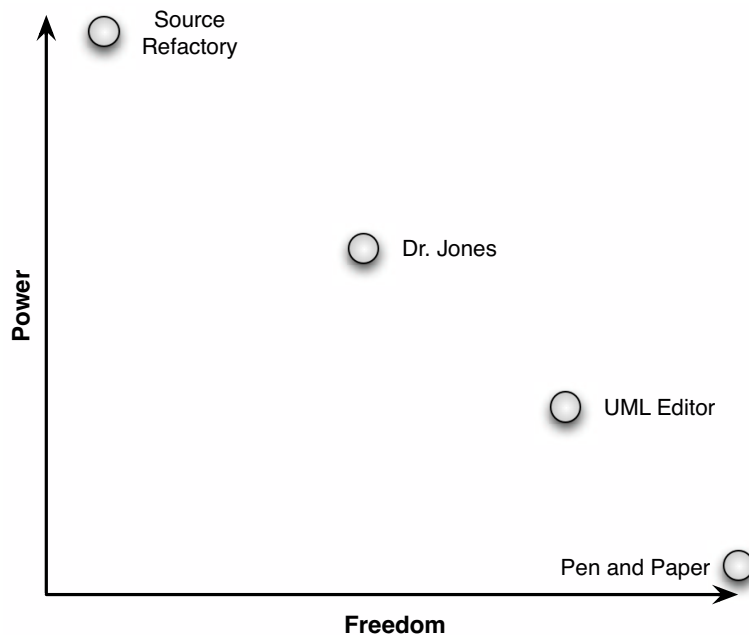 Source
Refactory
Dr. Jones
Power
UML Editor
Pen and Paper
Freedom